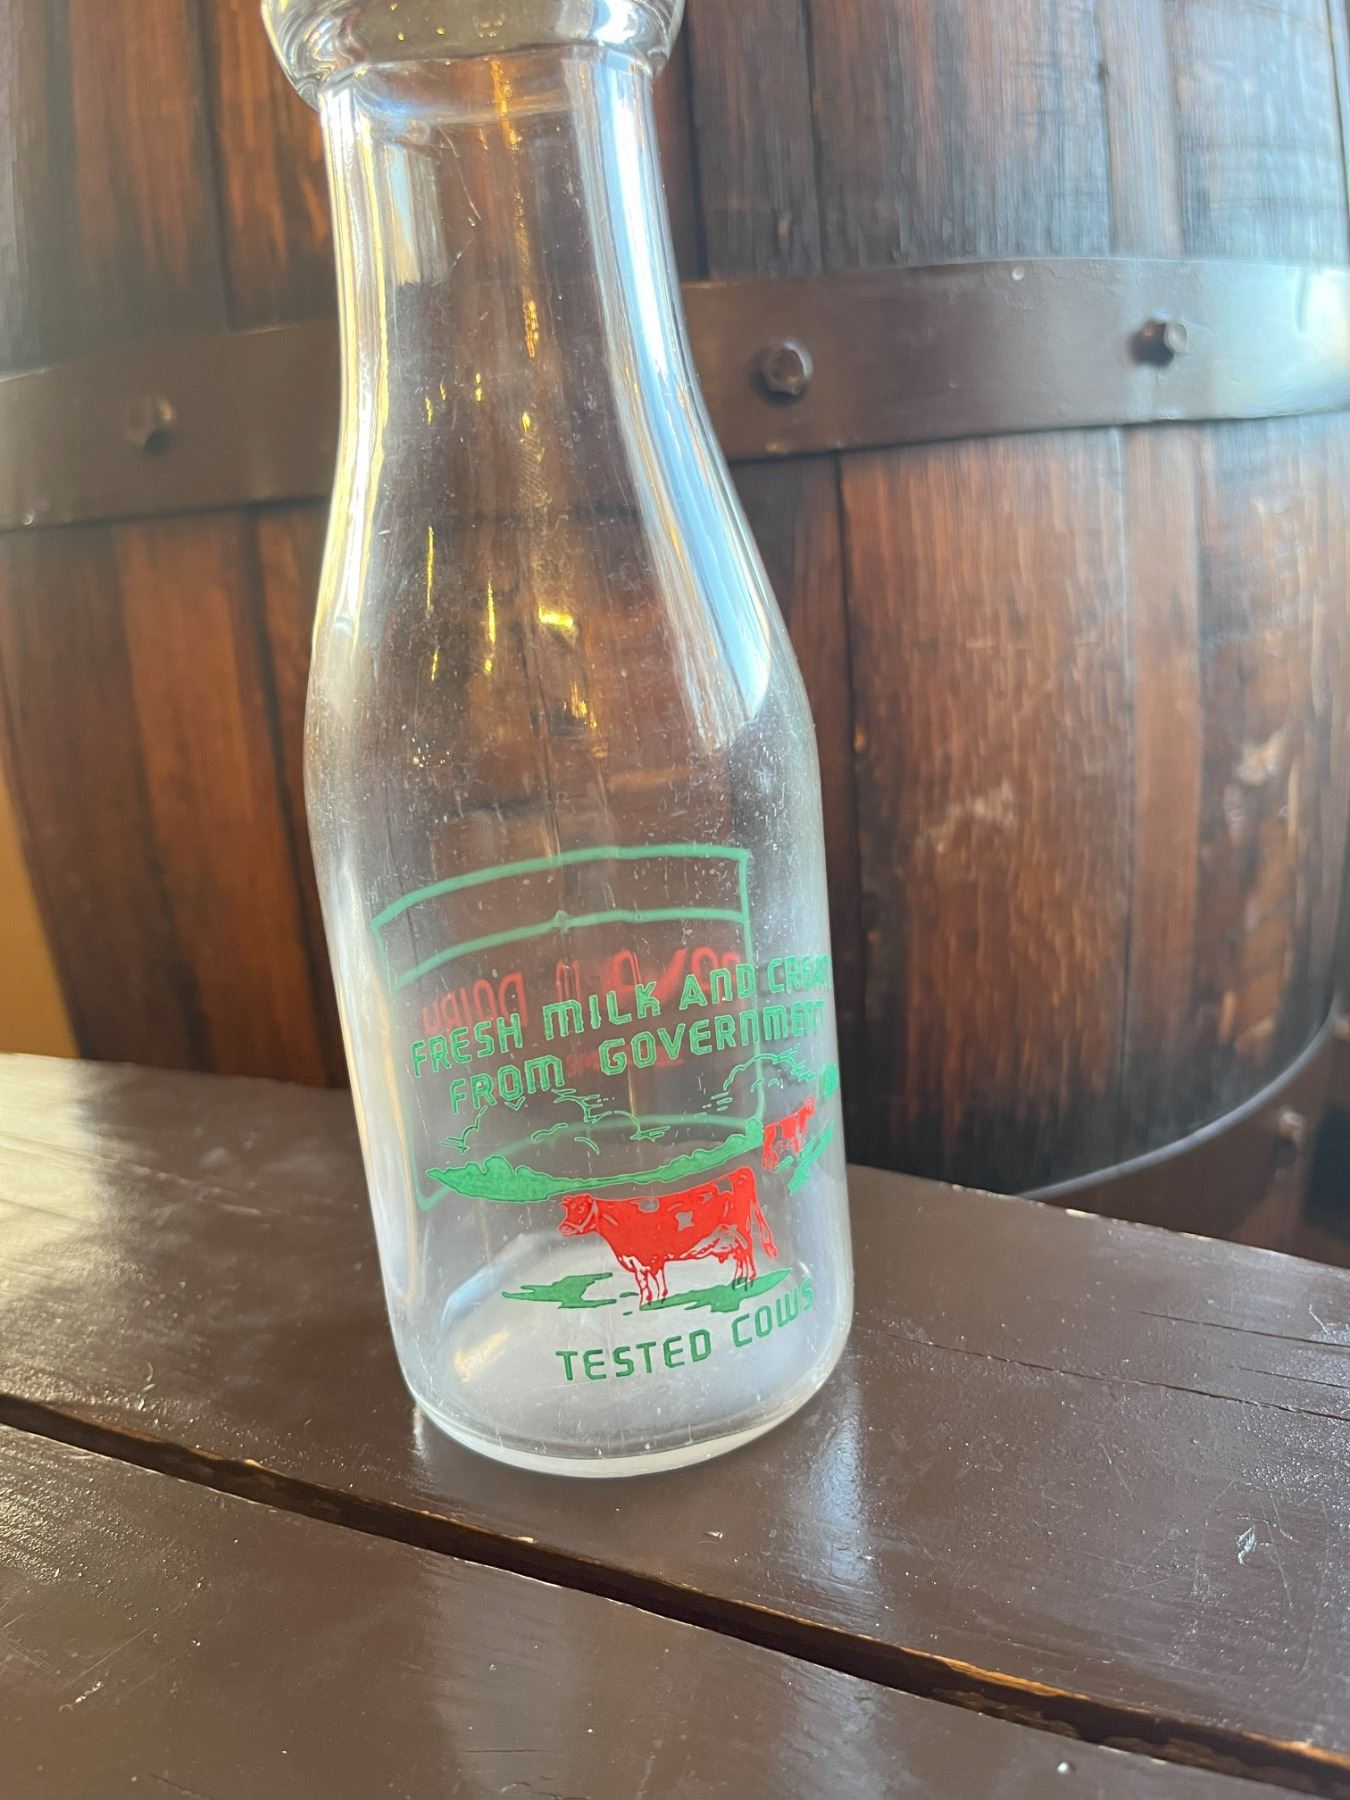 FRESH MILK AND CREAM
FROM GOVERNMENT
TESTED COWS